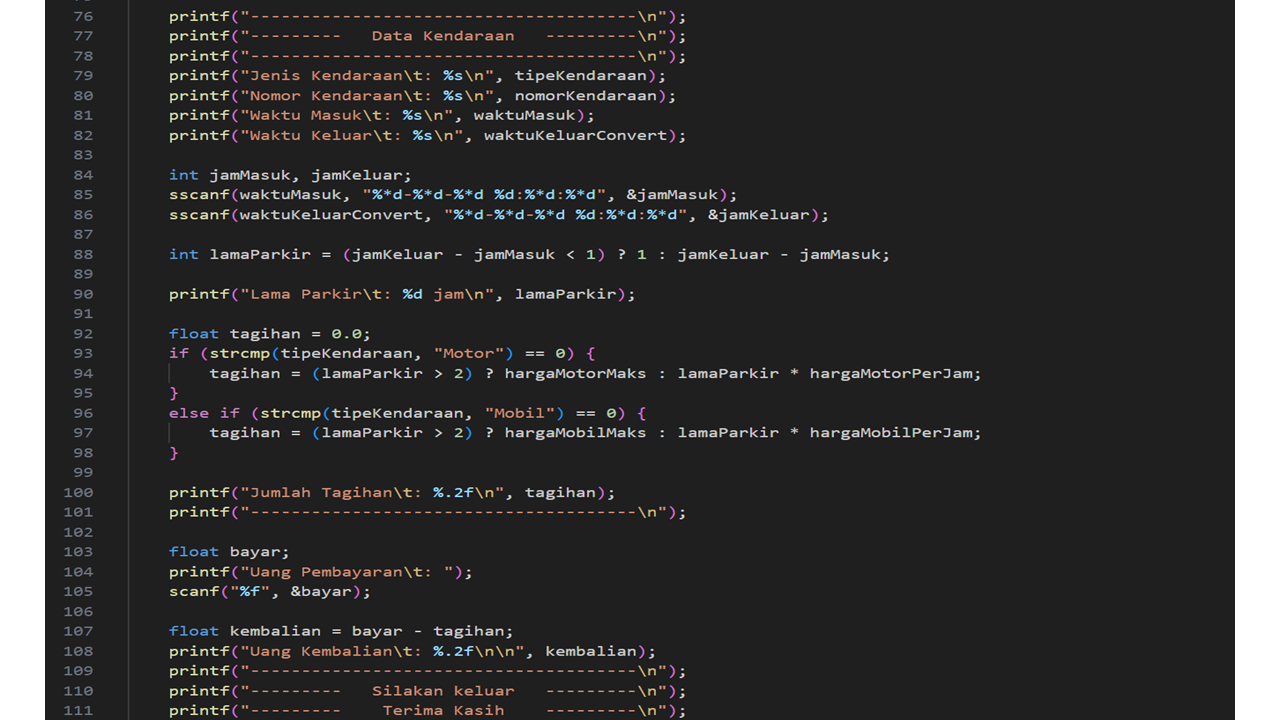 76 printf("--------------------------------------\n");
77 printf("---------   Data Kendaraan   ---------\n");
78 printf("--------------------------------------\n");
79 printf("Jenis Kendaraan\t: %s\n", tipeKendaraan);
80 printf("Nomor Kendaraan\t: %s\n", nomorKendaraan);
81 printf("Waktu Masuk\t: %s\n", waktuMasuk);
82 printf("Waktu Keluar\t: %s\n", waktuKeluarConvert);
83
84 int jamMasuk, jamKeluar;
85 sscanf(waktuMasuk, "%*d-%*d-%*d %d:%*d:%*d", &jamMasuk);
86 sscanf(waktuKeluarConvert, "%*d-%*d-%*d %d:%*d:%*d", &jamKeluar);
87
88 int lamaParkir = (jamKeluar - jamMasuk < 1) ? 1 : jamKeluar - jamMasuk;
89
90 printf("Lama Parkir\t: %d jam\n", lamaParkir);
91
92 float tagihan = 0.0;
93 if (strcmp(tipeKendaraan, "Motor") == 0) {
94     tagihan = (lamaParkir > 2) ? hargaMotorMaks : lamaParkir * hargaMotorPerJam;
95 }
96 else if (strcmp(tipeKendaraan, "Mobil") == 0) {
97     tagihan = (lamaParkir > 2) ? hargaMobilMaks : lamaParkir * hargaMobilPerJam;
98 }
99
100 printf("Jumlah Tagihan\t: %.2f\n", tagihan);
101 printf("--------------------------------------\n");
102
103 float bayar;
104 printf("Uang Pembayaran\t: ");
105 scanf("%f", &bayar);
106
107 float kembalian = bayar - tagihan;
108 printf("Uang Kembalian\t: %.2f\n\n", kembalian);
109 printf("--------------------------------------\n");
110 printf("---------   Silakan keluar   ---------\n");
111 printf("---------    Terima Kasih    ---------\n");